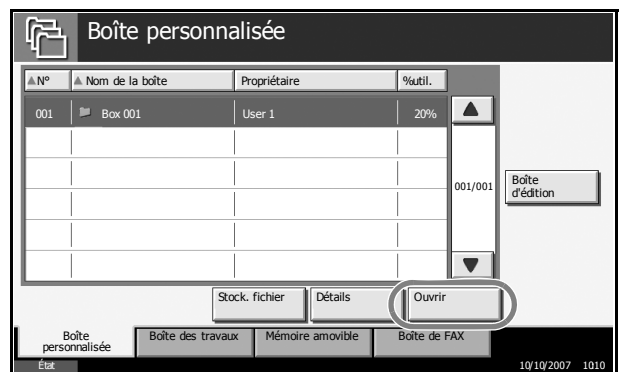 Boîte personnalisée
N° Nom de la boîte Propriétaire %util.
001 Box 001 User 1 20%
001/001
Boîte
d'édition
Stock. fichier Détails Ouvrir
Boîte
personnalisée
Boîte des travaux Mémoire amovible Boîte de FAX
État 10/10/2007 1010